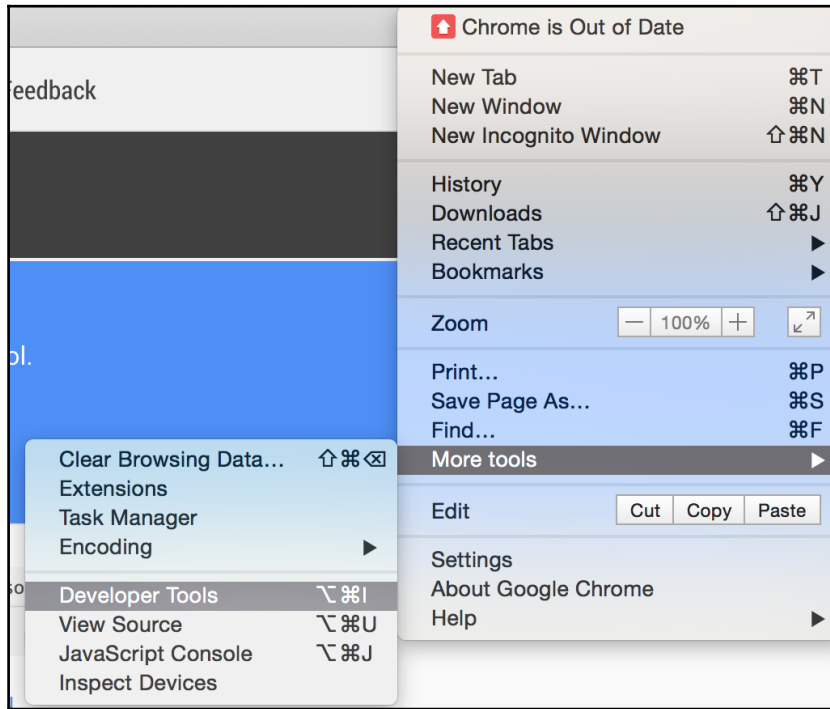 Chrome is Out of Date
New Tab ⌘T
New Window ⌘N
New Incognito Window ⇧⌘N
History ⌘Y
Downloads ⇧⌘J
Recent Tabs ▶
Bookmarks ▶
Zoom − 100% +
Print... ⌘P
Save Page As... ⌘S
Find... ⌘F
More tools ▶
Edit Cut Copy Paste
Settings
About Google Chrome
Help ▶
Clear Browsing Data... ⇧⌘⌫
Extensions
Task Manager
Encoding ▶
Developer Tools ⌥⌘I
View Source ⌥⌘U
JavaScript Console ⌥⌘J
Inspect Devices